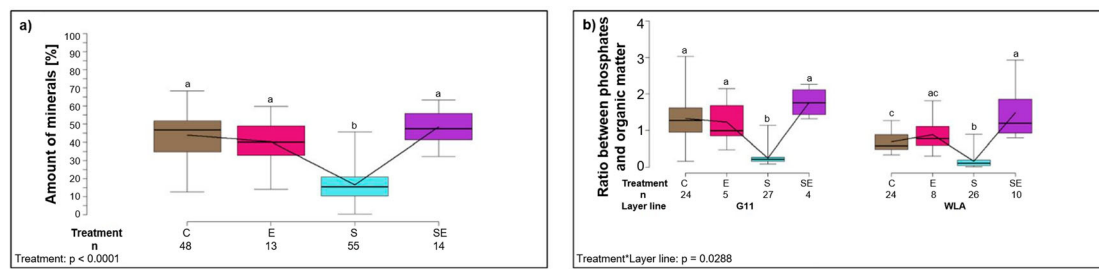 a)
Amount of minerals [%]
100
90
80
70
60
50
40
30
20
10
0
a
a
b
a
Treatment C E S SE
n 48 13 55 14
Treatment: p < 0.0001
b)
Ratio between phosphates
and organic matter
4
3
2
1
0
a
a
b
a
c
ac
b
a
Treatment C E S SE C E S SE
n 24 5 27 4 24 8 26 10
Layer line G11 WLA
Treatment*Layer line: p = 0.0288